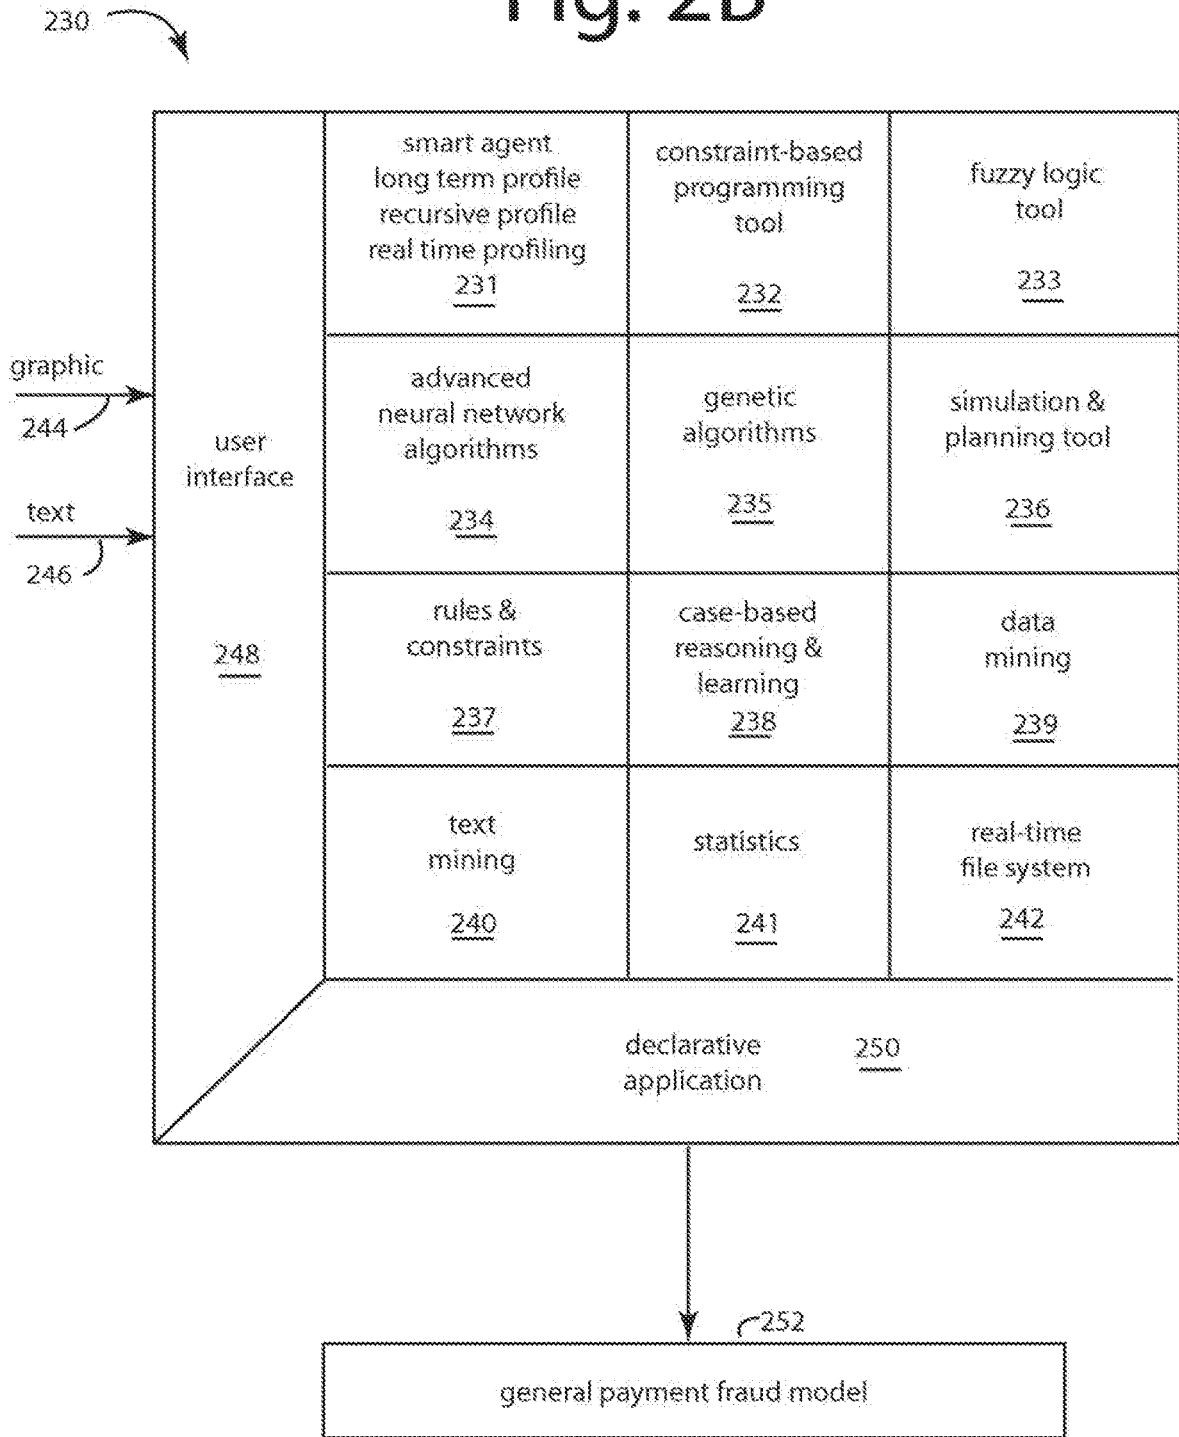 Fig. 2B
230
smart agent
long term profile
recursive profile
real time profiling
231
constraint-based
programming
tool
232
fuzzy logic
tool
233
graphic
244
text
246
user
interface
248
advanced
neural network
algorithms
234
genetic
algorithms
235
simulation &
planning tool
236
rules &
constraints
237
case-based
reasoning &
learning
238
data
mining
239
text
mining
240
statistics
241
real-time
file system
242
declarative
application
250
252
general payment fraud model